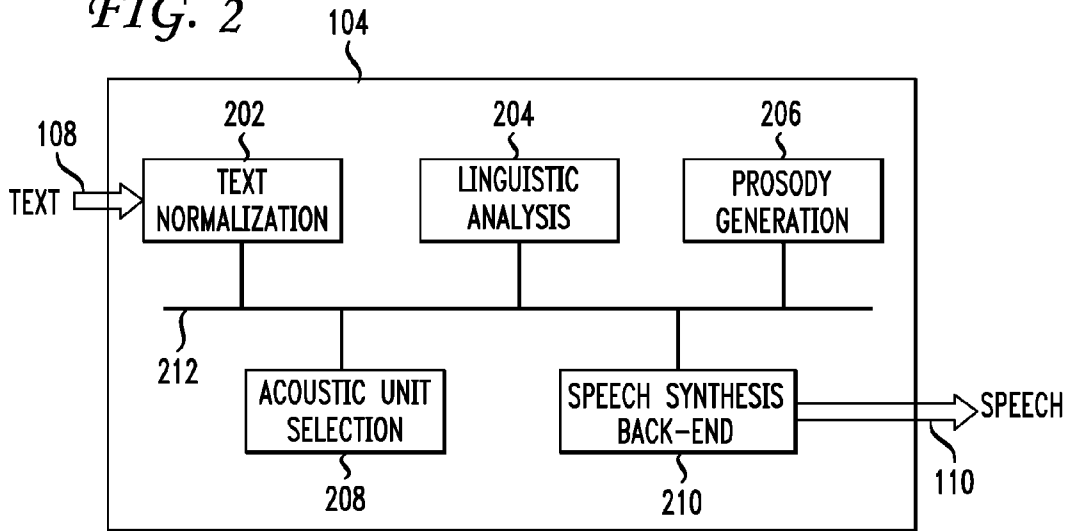 FIG. 2
104
108
202
204
206
TEXT
TEXT
NORMALIZATION
LINGUISTIC
ANALYSIS
PROSODY
GENERATION
212
ACOUSTIC UNIT
SELECTION
SPEECH SYNTHESIS
BACK-END
SPEECH
208
210
110